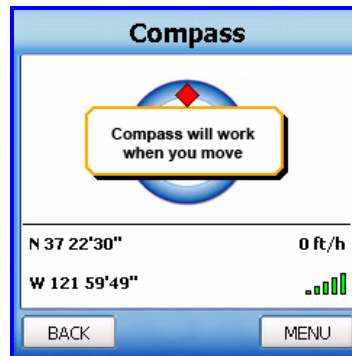 Compass
Compass will work
when you move
N 37 22'30"
0 ft/h
W 121 59'49"
BACK
MENU